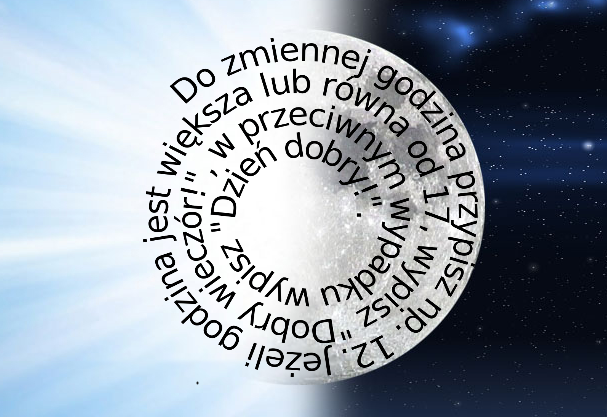 Do zmiennej godzina przypisz np. 12. Jeżeli godzina jest większa lub równa od 17, wypisz "Dobry wieczór!" , w przeciwnym wypadku wypisz "Dzień dobry!" .